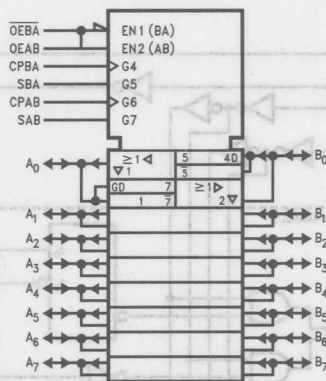 OEBA EN1 (BA)
OEAB EN2 (AB)
CPBA G4
SBA G5
CPAB G6
SAB G7
A0 ≥1 5 4D B0
1 5
GD 7 ≥1
A1 1 7 2 B1
A2 B2
A3 B3
A4 B4
A5 B5
A6 B6
A7 B7